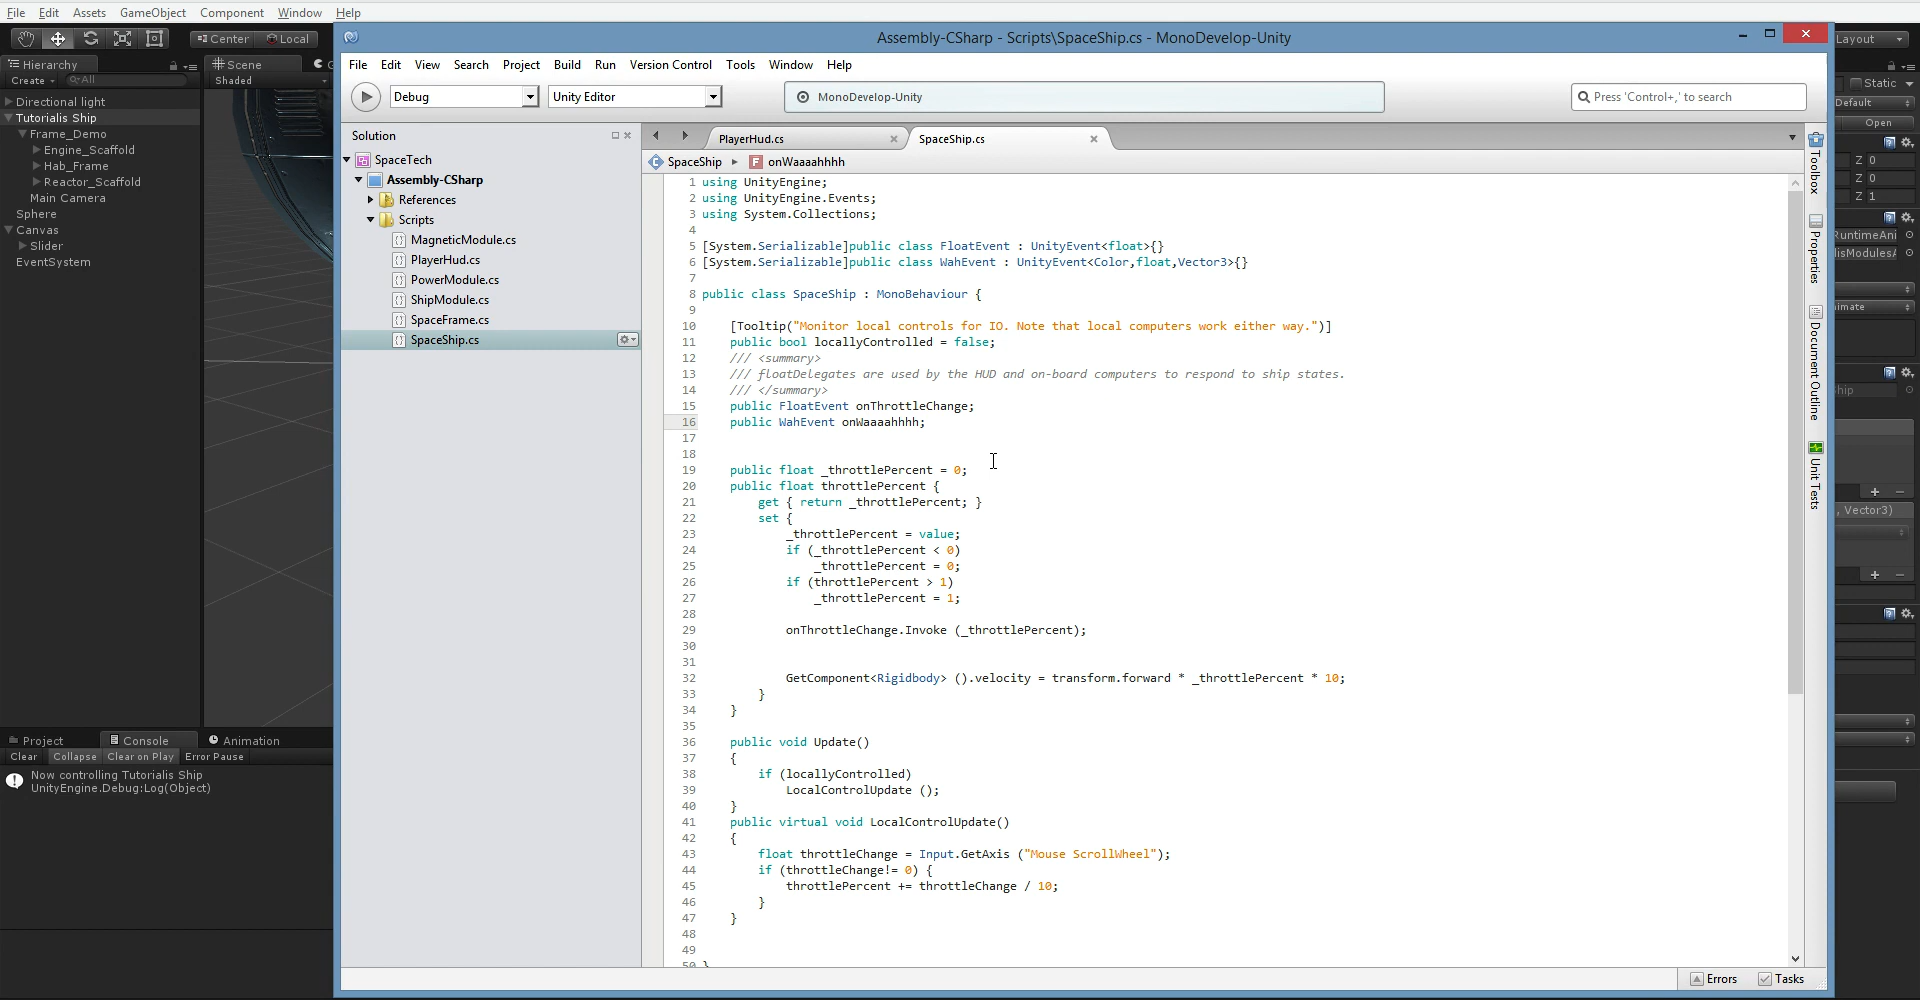 File Edit Assets GameObject Component Window Help
Center Local
Layout
Hierarchy
Create All
Directional light
Tutorialis Ship
Frame_Demo
Engine_Scaffold
Hab_Frame
Reactor_Scaffold
Main Camera
Sphere
Canvas
Slider
EventSystem
Scene
Shaded
Assembly-CSharp - Scripts\SpaceShip.cs - MonoDevelop-Unity
File Edit View Search Project Build Run Version Control Tools Window Help
Debug Unity Editor MonoDevelop-Unity Press 'Control+,' to search
Solution
SpaceTech
Assembly-CSharp
References
Scripts
MagneticModule.cs
PlayerHud.cs
PowerModule.cs
ShipModule.cs
SpaceFrame.cs
SpaceShip.cs
PlayerHud.cs SpaceShip.cs
SpaceShip onWaaaahhhh
1 using UnityEngine;
2 using UnityEngine.Events;
3 using System.Collections;
4
5 [System.Serializable]public class FloatEvent : UnityEvent<float>{}
6 [System.Serializable]public class WahEvent : UnityEvent<Color,float,Vector3>{}
7
8 public class SpaceShip : MonoBehaviour {
9
10 [Tooltip("Monitor local controls for IO. Note that local computers work either way.")]
11 public bool locallyControlled = false;
12 /// <summary>
13 /// floatDelegates are used by the HUD and on-board computers to respond to ship states.
14 /// </summary>
15 public FloatEvent onThrottleChange;
16 public WahEvent onWaaaahhhh;
17
18
19 public float _throttlePercent = 0;
20 public float throttlePercent {
21 get { return _throttlePercent; }
22 set {
23 _throttlePercent = value;
24 if (_throttlePercent < 0)
25 _throttlePercent = 0;
26 if (throttlePercent > 1)
27 _throttlePercent = 1;
28
29 onThrottleChange.Invoke (_throttlePercent);
30
31
32 GetComponent<Rigidbody> ().velocity = transform.forward * _throttlePercent * 10;
33 }
34 }
35
36 public void Update()
37 {
38 if (locallyControlled)
39 LocalControlUpdate ();
40 }
41 public virtual void LocalControlUpdate()
42 {
43 float throttleChange = Input.GetAxis ("Mouse ScrollWheel");
44 if (throttleChange!= 0) {
45 throttlePercent += throttleChange / 10;
46 }
47 }
48
49
50 }
Toolbox
Properties
Document Outline
Unit Tests
Errors Tasks
Static
Default
Open
Z 0
Z 0
Z 1
RuntimeAni
lisModulesA
imate
hip
, Vector3)
Project Console Animation
Clear Collapse Clear on Play Error Pause
Now controlling Tutorialis Ship
UnityEngine.Debug:Log(Object)